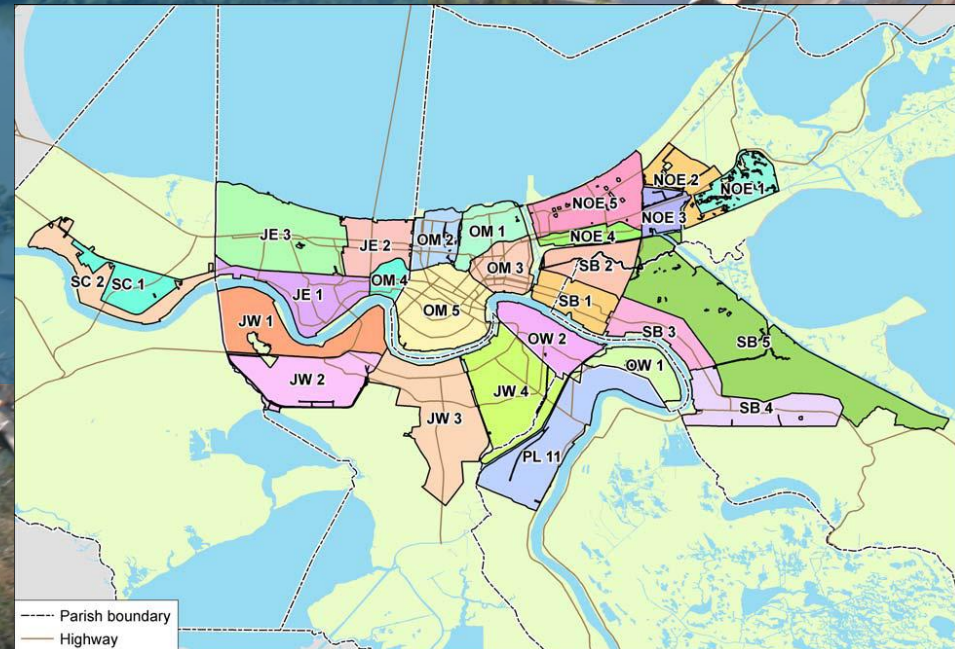 NOE 2
NOE 1
NOE 5
NOE 3
NOE 4
OM 1
OM 2
JE 3
JE 2
OM 3
SB 2
SC 2
SC 1
OM 4
JE 1
OM 5
SB 1
JW 1
OW 2
SB 3
SB 5
OW 1
JW 2
JW 4
SB 4
JW 3
PL 11
Parish boundary
Highway